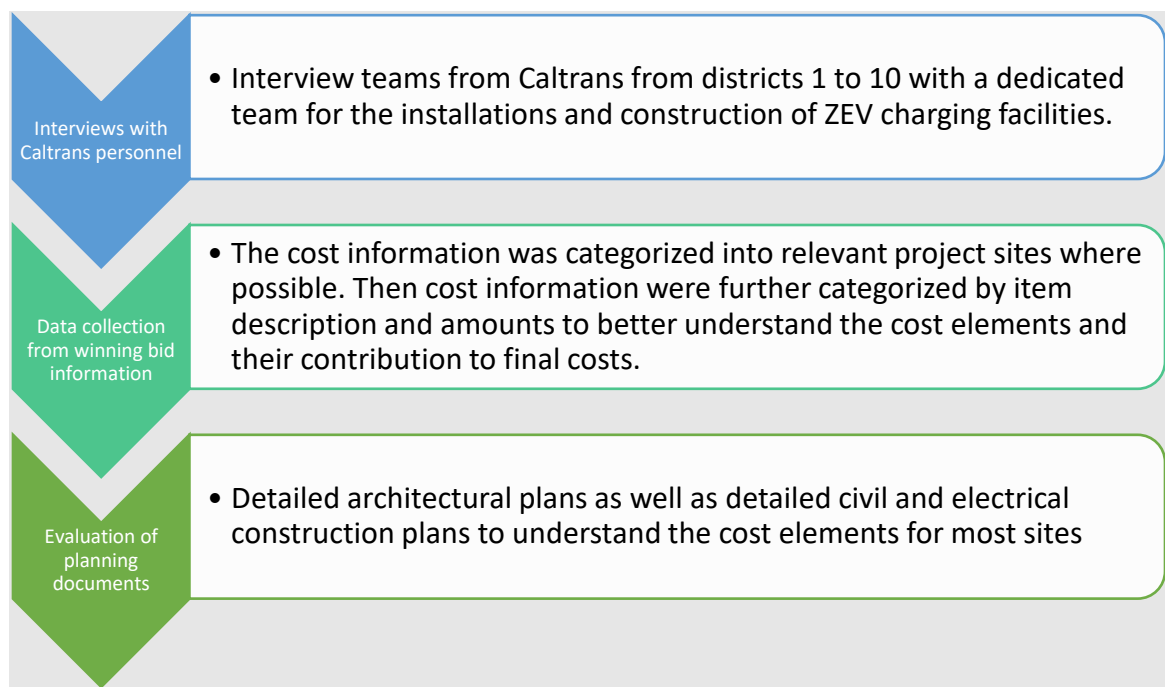 Interviews with
Caltrans personnel
• Interview teams from Caltrans from districts 1 to 10 with a dedicated
team for the installations and construction of ZEV charging facilities.
Data collection
from winning bid
information
• The cost information was categorized into relevant project sites where
possible. Then cost information were further categorized by item
description and amounts to better understand the cost elements and
their contribution to final costs.
Evaluation of
planning
documents
• Detailed architectural plans as well as detailed civil and electrical
construction plans to understand the cost elements for most sites